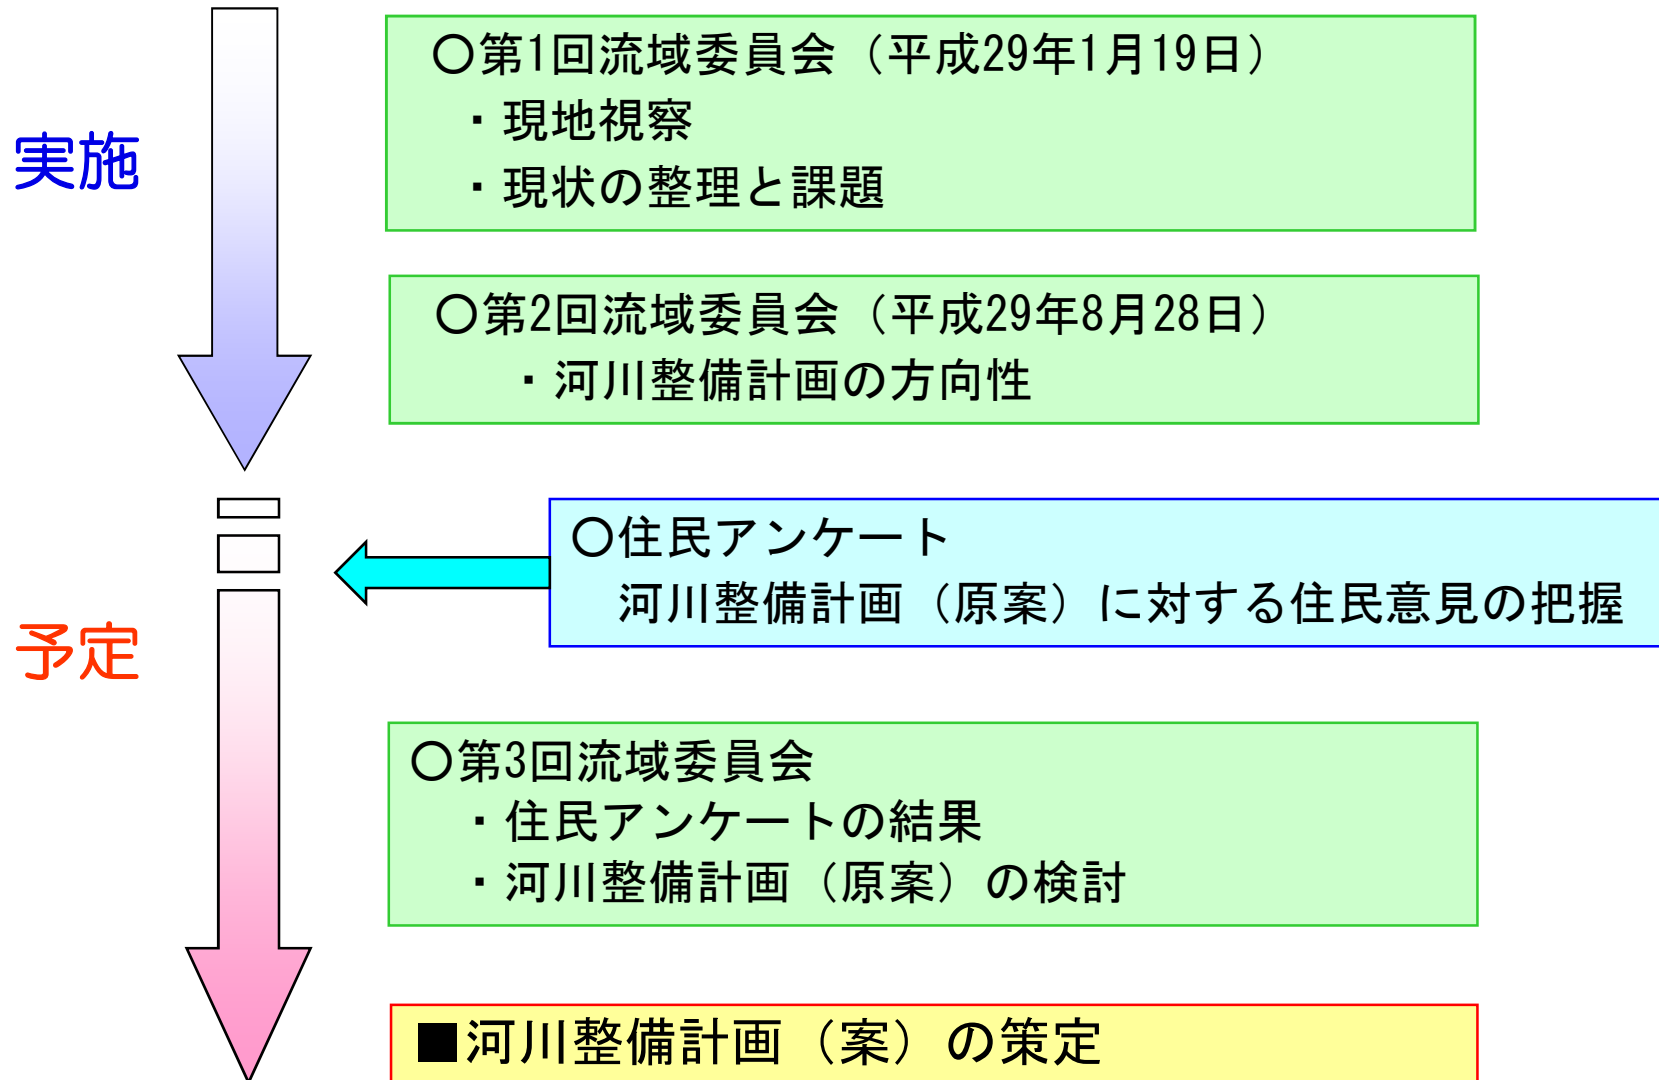 実施
○第1回流域委員会（平成29年1月19日）
・現地視察
・現状の整理と課題
○第2回流域委員会（平成29年8月28日）
・河川整備計画の方向性
予定
○住民アンケート
河川整備計画（原案）に対する住民意見の把握
○第3回流域委員会
・住民アンケートの結果
・河川整備計画（原案）の検討
■河川整備計画（案）の策定